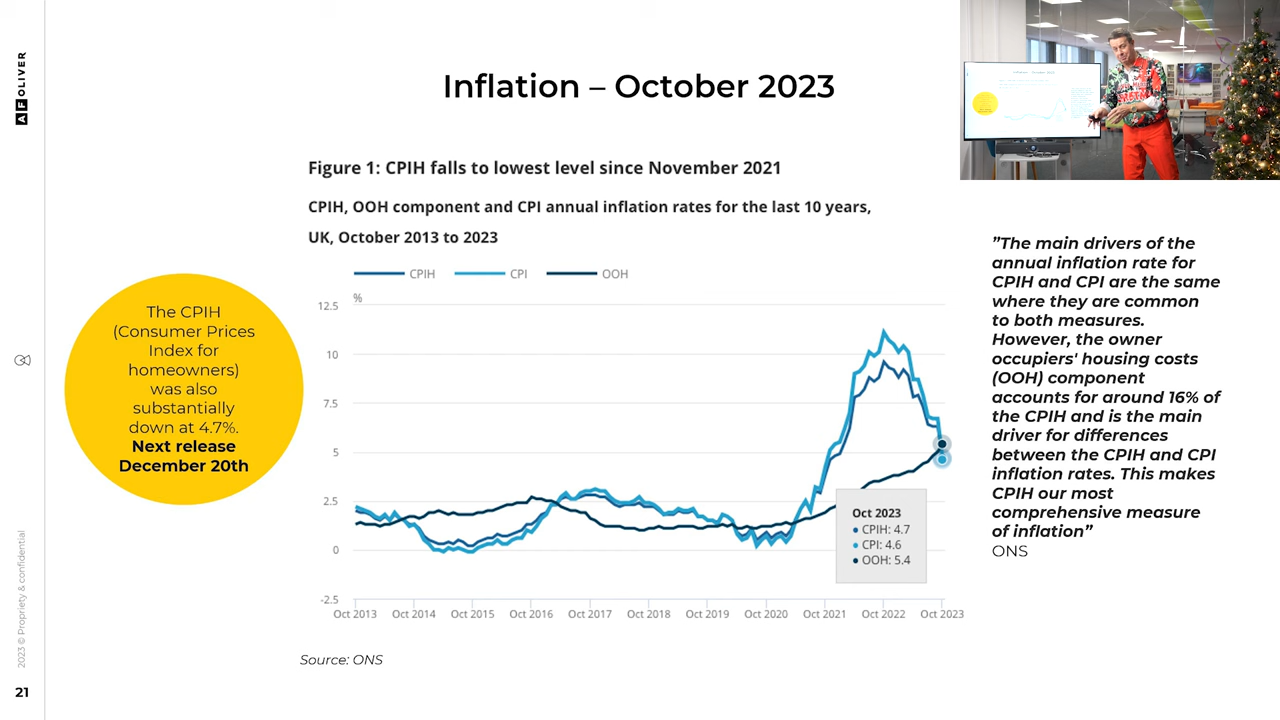 AF OLIVER
Inflation – October 2023
Figure 1: CPIH falls to lowest level since November 2021
CPIH, OOH component and CPI annual inflation rates for the last 10 years,
UK, October 2013 to 2023
CPIH CPI OOH
%
12.5
10
7.5
5
2.5
0
-2.5
Oct 2013 Oct 2014 Oct 2015 Oct 2016 Oct 2017 Oct 2018 Oct 2019 Oct 2020 Oct 2021 Oct 2022 Oct 2023
Oct 2023
CPIH: 4.7
CPI: 4.6
OOH: 5.4
Source: ONS
The CPIH
(Consumer Prices
Index for
homeowners)
was also
substantially
down at 4.7%.
Next release
December 20th
”The main drivers of the
annual inflation rate for
CPIH and CPI are the same
where they are common
to both measures.
However, the owner
occupiers' housing costs
(OOH) component
accounts for around 16% of
the CPIH and is the main
driver for differences
between the CPIH and CPI
inflation rates. This makes
CPIH our most
comprehensive measure
of inflation”
ONS
2023 © Propriety & confidential
21
Inflation – October 2023